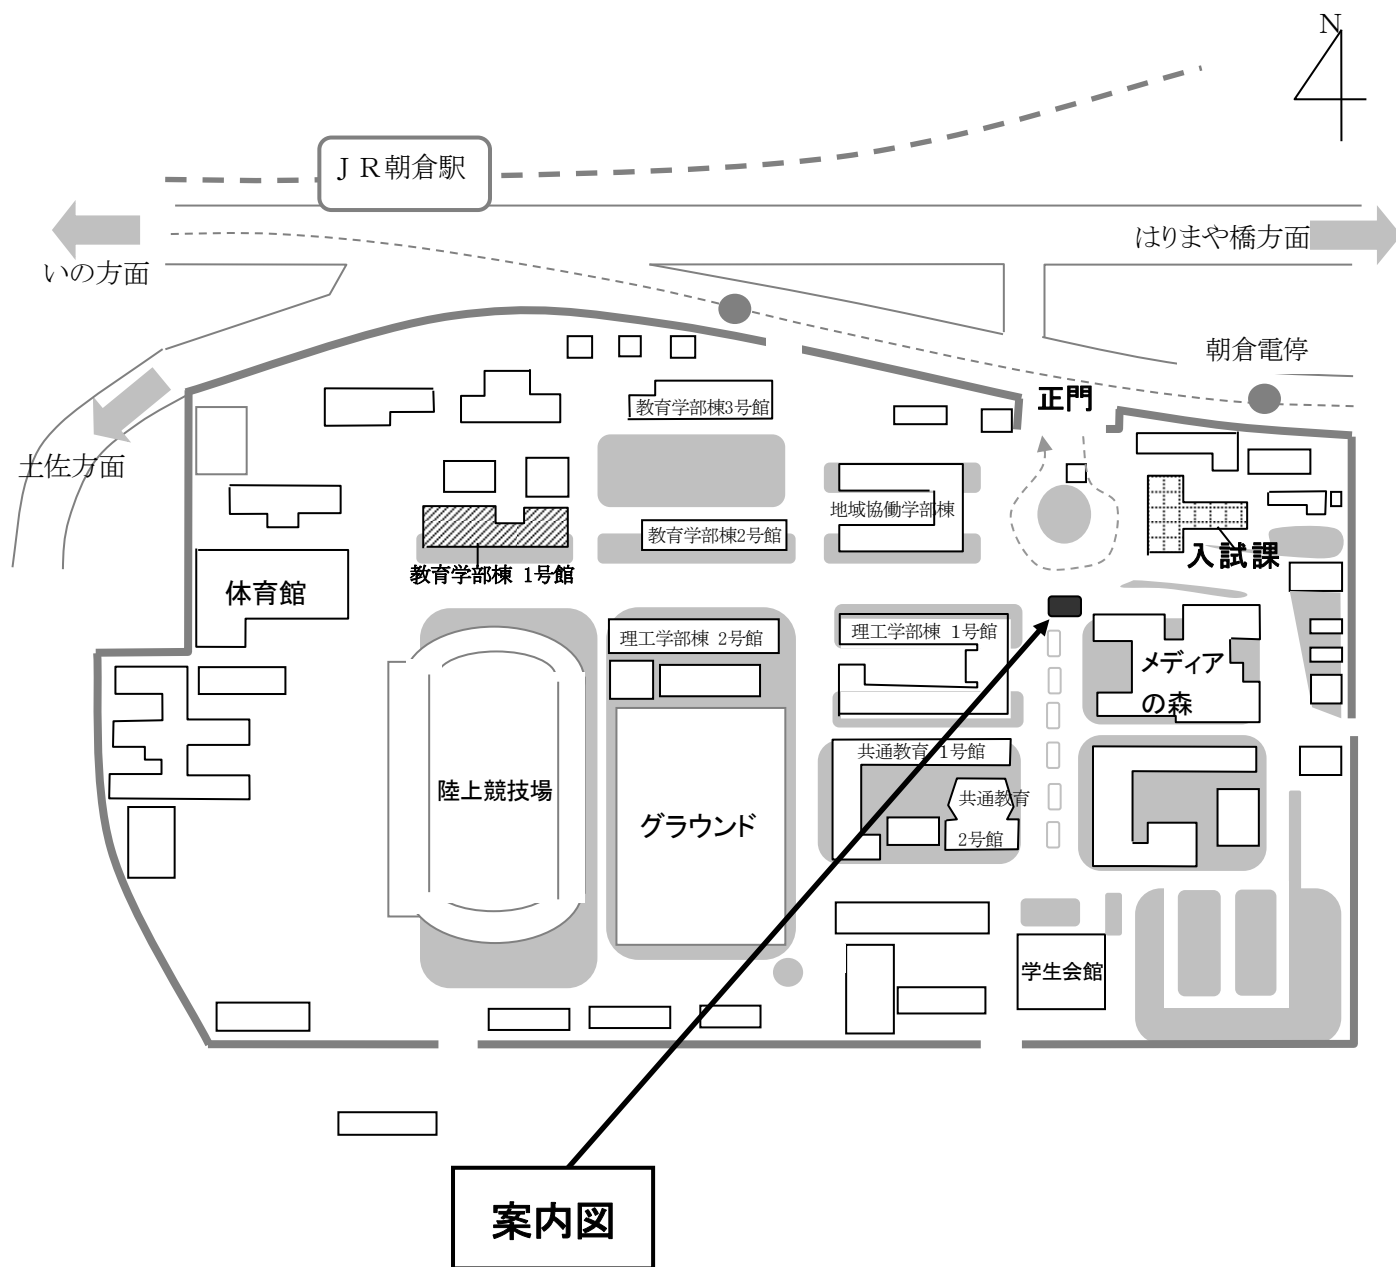 N
ＪＲ朝倉駅
はりまや橋方面
いの方面
朝倉電停
正門
教育学部棟3号館
土佐方面
地域協働学部棟
教育学部棟2号館
入試課
教育学部棟 1号館
体育館
理工学部棟 2号館
理工学部棟 1号館
メディア
の森
共通教育 1号館
陸上競技場
共通教育
2号館
グラウンド
学生会館
案内図